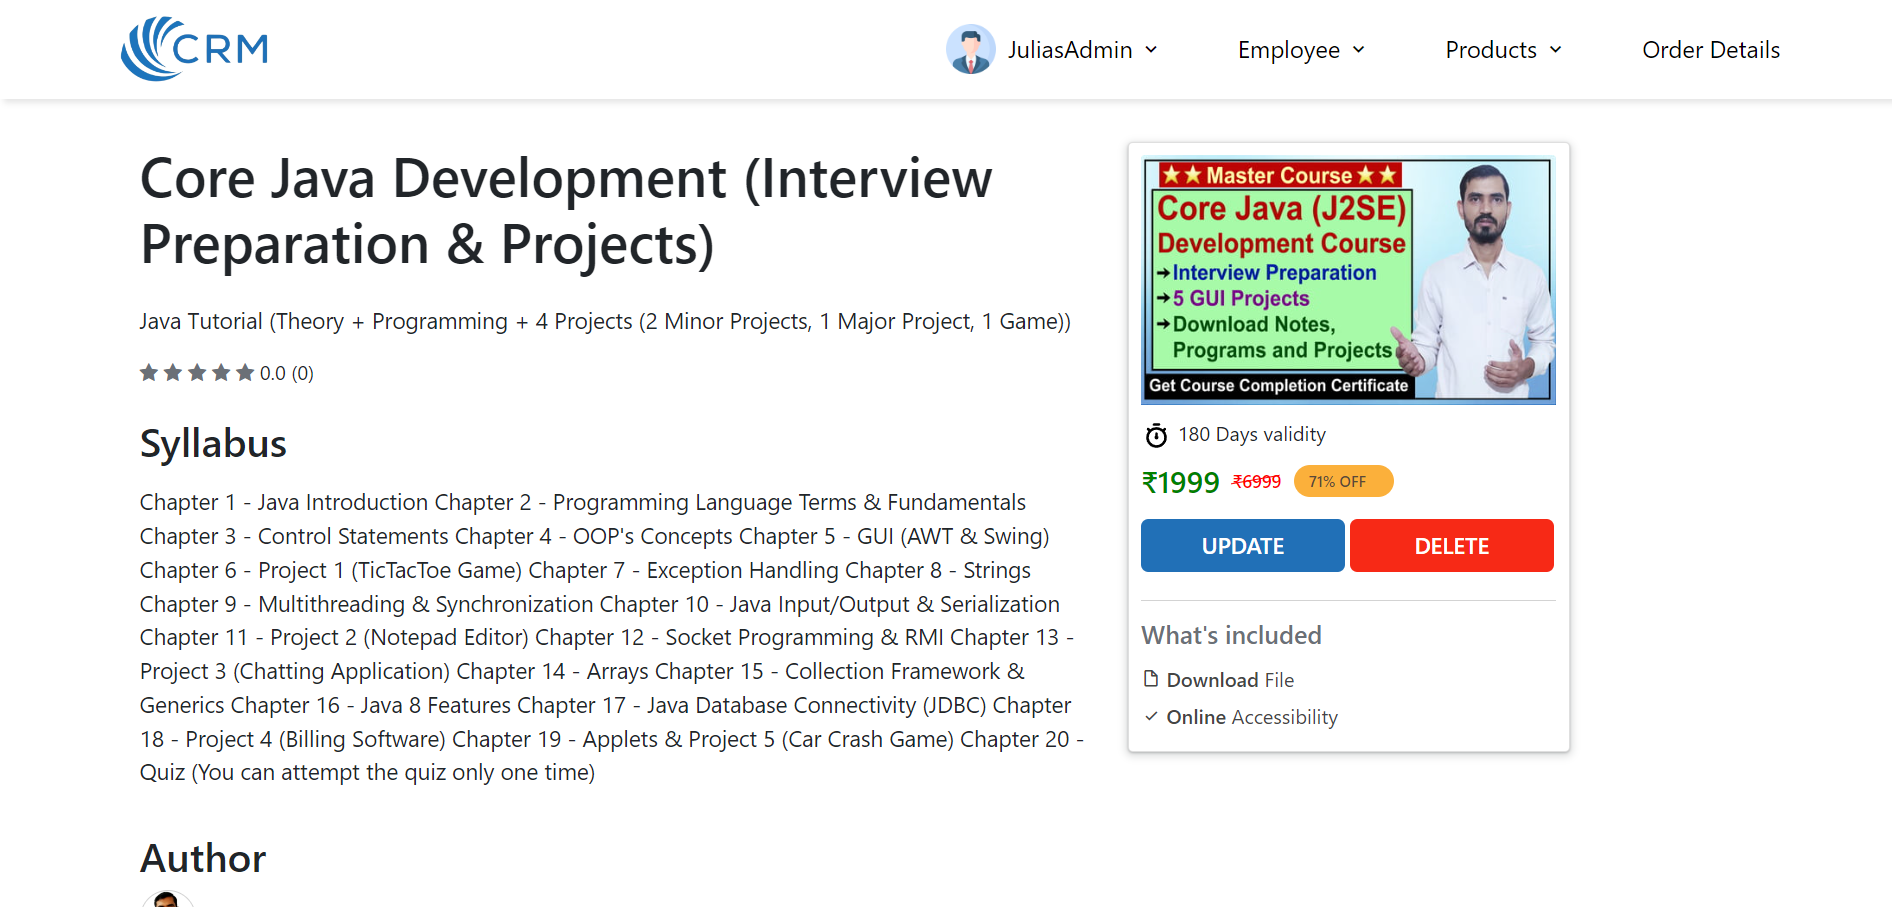 CRM
JuliasAdmin
Employee
Products
Order Details
Core Java Development (Interview
Preparation & Projects)
Java Tutorial (Theory + Programming + 4 Projects (2 Minor Projects, 1 Major Project, 1 Game))
0.0 (0)
Syllabus
Chapter 1 - Java Introduction Chapter 2 - Programming Language Terms & Fundamentals
Chapter 3 - Control Statements Chapter 4 - OOP's Concepts Chapter 5 - GUI (AWT & Swing)
Chapter 6 - Project 1 (TicTacToe Game) Chapter 7 - Exception Handling Chapter 8 - Strings
Chapter 9 - Multithreading & Synchronization Chapter 10 - Java Input/Output & Serialization
Chapter 11 - Project 2 (Notepad Editor) Chapter 12 - Socket Programming & RMI Chapter 13 -
Project 3 (Chatting Application) Chapter 14 - Arrays Chapter 15 - Collection Framework &
Generics Chapter 16 - Java 8 Features Chapter 17 - Java Database Connectivity (JDBC) Chapter
18 - Project 4 (Billing Software) Chapter 19 - Applets & Project 5 (Car Crash Game) Chapter 20 -
Quiz (You can attempt the quiz only one time)
Author
Master Course
Core Java (J2SE)
Development Course
→Interview Preparation
→5 GUI Projects
→Download Notes,
Programs and Projects
Get Course Completion Certificate
180 Days validity
₹1999 ₹6999 71% OFF
UPDATE DELETE
What's included
Download File
Online Accessibility